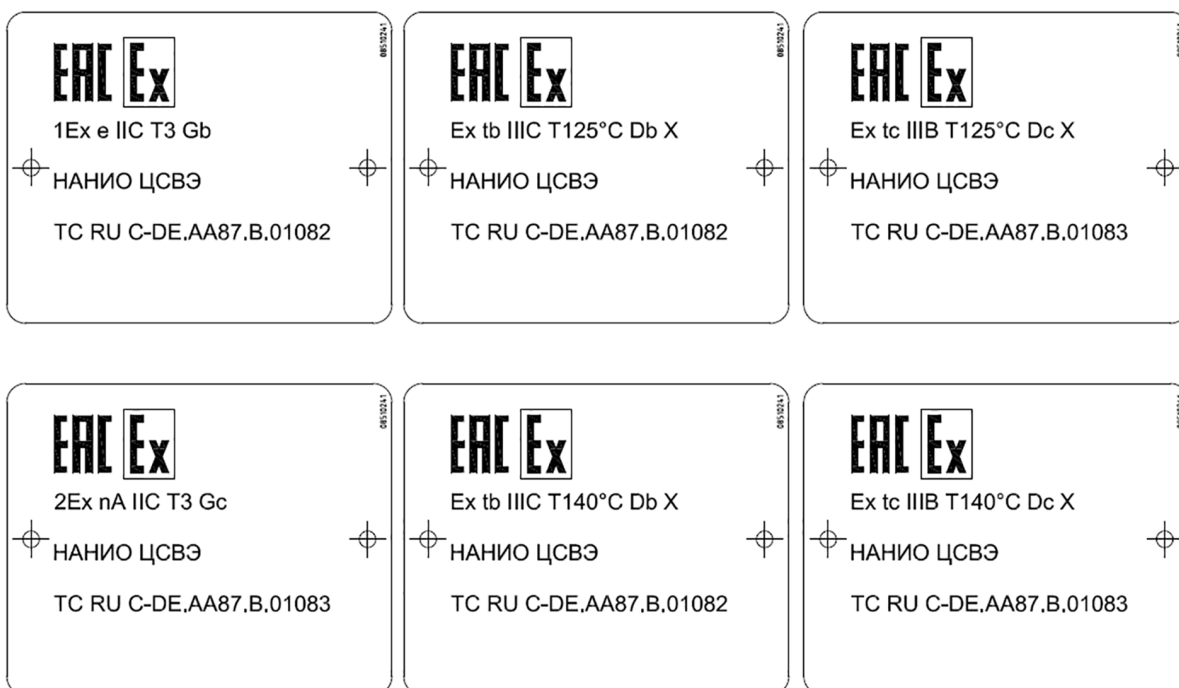 EAC Ex
08510241
1Ex e IIC T3 Gb
НАНИО ЦСВЭ
TC RU C-DE.AA87.B.01082
EAC Ex
08510241
Ex tb IIIC T125°C Db X
НАНИО ЦСВЭ
TC RU C-DE.AA87.B.01082
EAC Ex
Ex tc IIIB T125°C Dc X
НАНИО ЦСВЭ
TC RU C-DE.AA87.B.01083
EAC Ex
08510241
2Ex nA IIC T3 Gc
НАНИО ЦСВЭ
TC RU C-DE.AA87.B.01083
EAC Ex
08510241
Ex tb IIIC T140°C Db X
НАНИО ЦСВЭ
TC RU C-DE.AA87.B.01082
EAC Ex
Ex tc IIIB T140°C Dc X
НАНИО ЦСВЭ
TC RU C-DE.AA87.B.01083